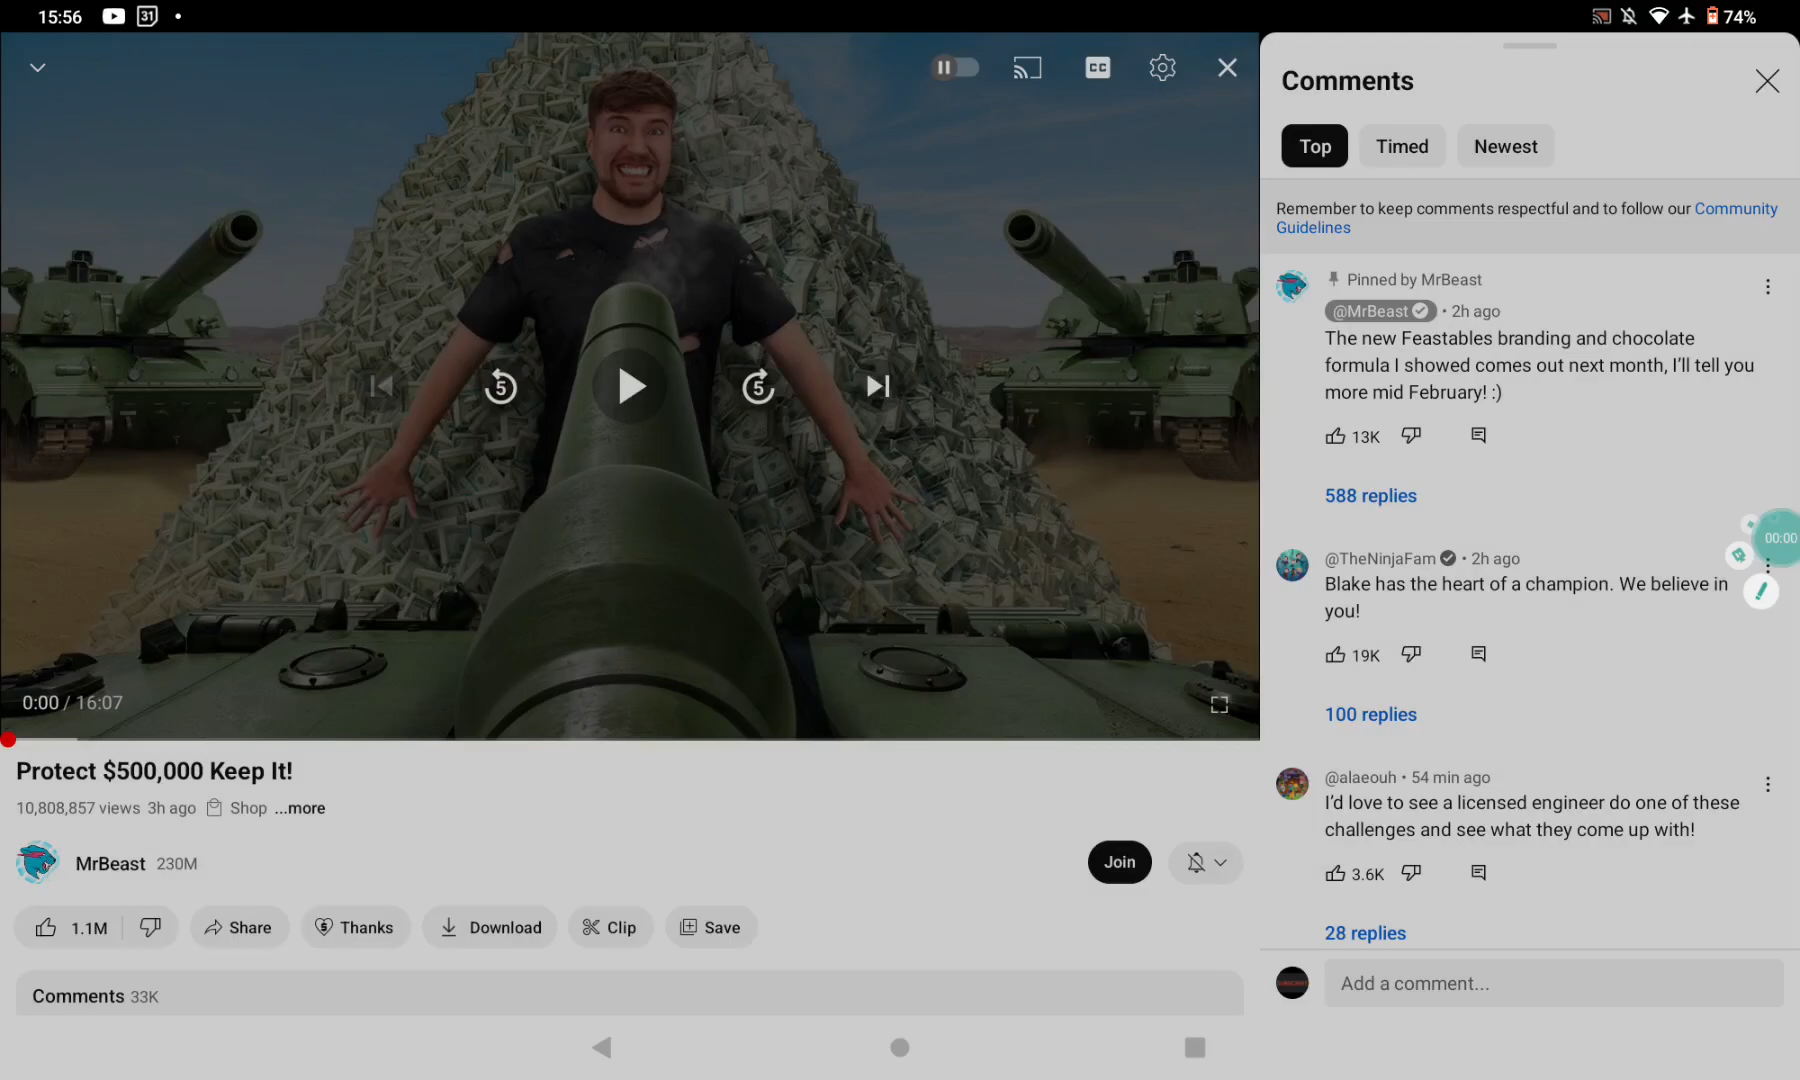 15:56
31
74%
CC
5
5
0:00 / 16:07
Protect $500,000 Keep It!
10,808,857 views 3h ago Shop ...more
MrBeast 230M
Join
1.1M
Share
Thanks
Download
Clip
Save
Comments 33K
Comments
Top
Timed
Newest
Remember to keep comments respectful and to follow our Community
Guidelines
Pinned by MrBeast
@MrBeast • 2h ago
The new Feastables branding and chocolate
formula I showed comes out next month, I'll tell you
more mid February! :)
13K
588 replies
00:00
@TheNinjaFam • 2h ago
Blake has the heart of a champion. We believe in
you!
19K
100 replies
@alaeouh • 54 min ago
I'd love to see a licensed engineer do one of these
challenges and see what they come up with!
3.6K
28 replies
Add a comment...